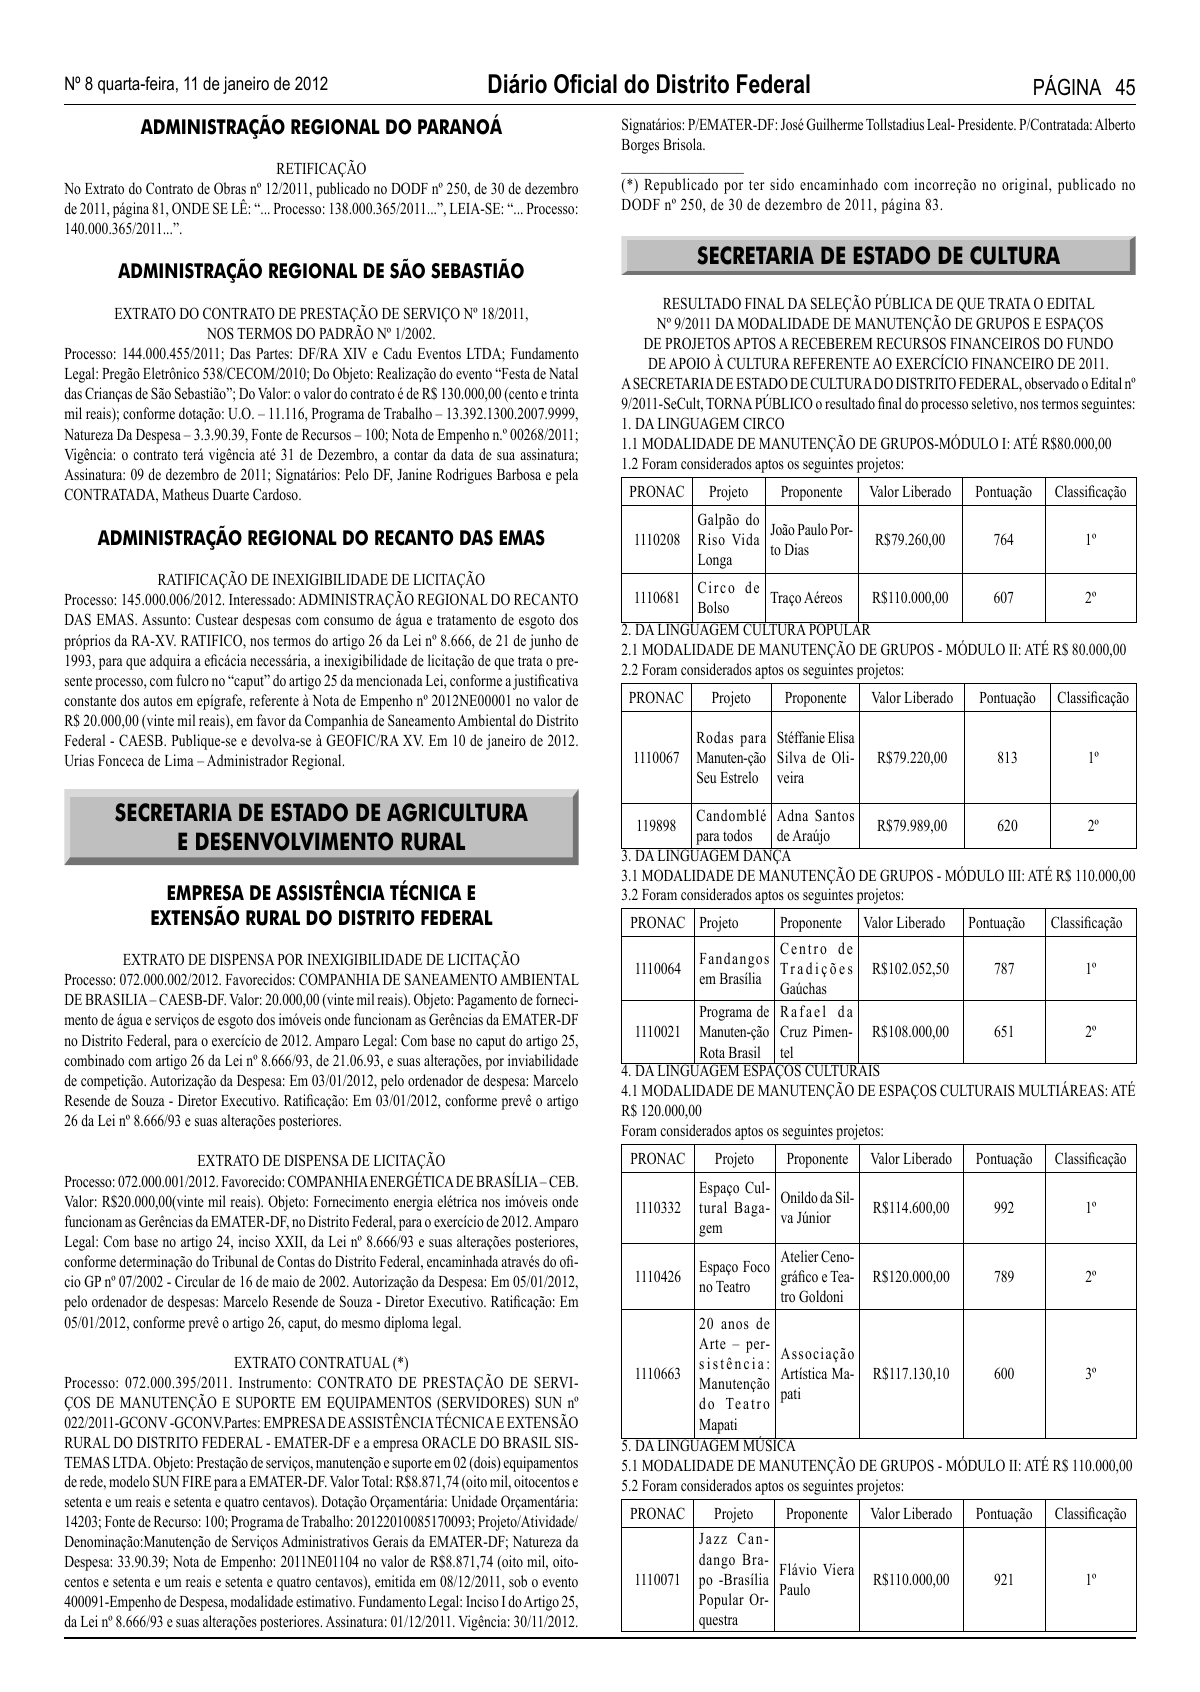 Nº 8 quarta-feira, 11 de janeiro de 2012
Diário Oficial do Distrito Federal
PÁGINA 45
ADMINISTRAÇÃO REGIONAL DO PARANOÁ
RETIFICAÇÃO
No Extrato do Contrato de Obras nº 12/2011, publicado no DODF nº 250, de 30 de dezembro
de 2011, página 81, ONDE SE LÊ: “... Processo: 138.000.365/2011...”, LEIA-SE: “... Processo:
140.000.365/2011...”.
ADMINISTRAÇÃO REGIONAL DE SÃO SEBASTIÃO
EXTRATO DO CONTRATO DE PRESTAÇÃO DE SERVIÇO Nº 18/2011,
NOS TERMOS DO PADRÃO Nº 1/2002.
Processo: 144.000.455/2011; Das Partes: DF/RA XIV e Cadu Eventos LTDA; Fundamento
Legal: Pregão Eletrônico 538/CECOM/2010; Do Objeto: Realização do evento “Festa de Natal
das Crianças de São Sebastião”; Do Valor: o valor do contrato é de R$ 130.000,00 (cento e trinta
mil reais); conforme dotação: U.O. – 11.116, Programa de Trabalho – 13.392.1300.2007.9999,
Natureza Da Despesa – 3.3.90.39, Fonte de Recursos – 100; Nota de Empenho n.º 00268/2011;
Vigência: o contrato terá vigência até 31 de Dezembro, a contar da data de sua assinatura;
Assinatura: 09 de dezembro de 2011; Signatários: Pelo DF, Janine Rodrigues Barbosa e pela
CONTRATADA, Matheus Duarte Cardoso.
ADMINISTRAÇÃO REGIONAL DO RECANTO DAS EMAS
RATIFICAÇÃO DE INEXIGIBILIDADE DE LICITAÇÃO
Processo: 145.000.006/2012. Interessado: ADMINISTRAÇÃO REGIONAL DO RECANTO
DAS EMAS. Assunto: Custear despesas com consumo de água e tratamento de esgoto dos
próprios da RA-XV. RATIFICO, nos termos do artigo 26 da Lei nº 8.666, de 21 de junho de
1993, para que adquira a eficácia necessária, a inexigibilidade de licitação de que trata o pre-
sente processo, com fulcro no “caput” do artigo 25 da mencionada Lei, conforme a justificativa
constante dos autos em epígrafe, referente à Nota de Empenho nº 2012NE00001 no valor de
R$ 20.000,00 (vinte mil reais), em favor da Companhia de Saneamento Ambiental do Distrito
Federal - CAESB. Publique-se e devolva-se à GEOFIC/RA XV. Em 10 de janeiro de 2012.
Urias Fonceca de Lima – Administrador Regional.
SECRETARIA DE ESTADO DE AGRICULTURA
E DESENVOLVIMENTO RURAL
EMPRESA DE ASSISTÊNCIA TÉCNICA E
EXTENSÃO RURAL DO DISTRITO FEDERAL
EXTRATO DE DISPENSA POR INEXIGIBILIDADE DE LICITAÇÃO
Processo: 072.000.002/2012. Favorecidos: COMPANHIA DE SANEAMENTO AMBIENTAL
DE BRASILIA – CAESB-DF. Valor: 20.000,00 (vinte mil reais). Objeto: Pagamento de forneci-
mento de água e serviços de esgoto dos imóveis onde funcionam as Gerências da EMATER-DF
no Distrito Federal, para o exercício de 2012. Amparo Legal: Com base no caput do artigo 25,
combinado com artigo 26 da Lei nº 8.666/93, de 21.06.93, e suas alterações, por inviabilidade
de competição. Autorização da Despesa: Em 03/01/2012, pelo ordenador de despesa: Marcelo
Resende de Souza - Diretor Executivo. Ratificação: Em 03/01/2012, conforme prevê o artigo
26 da Lei nº 8.666/93 e suas alterações posteriores.
EXTRATO DE DISPENSA DE LICITAÇÃO
Processo: 072.000.001/2012. Favorecido: COMPANHIA ENERGÉTICA DE BRASÍLIA – CEB.
Valor: R$20.000,00(vinte mil reais). Objeto: Fornecimento energia elétrica nos imóveis onde
funcionam as Gerências da EMATER-DF, no Distrito Federal, para o exercício de 2012. Amparo
Legal: Com base no artigo 24, inciso XXII, da Lei nº 8.666/93 e suas alterações posteriores,
conforme determinação do Tribunal de Contas do Distrito Federal, encaminhada através do ofi-
cio GP nº 07/2002 - Circular de 16 de maio de 2002. Autorização da Despesa: Em 05/01/2012,
pelo ordenador de despesas: Marcelo Resende de Souza - Diretor Executivo. Ratificação: Em
05/01/2012, conforme prevê o artigo 26, caput, do mesmo diploma legal.
EXTRATO CONTRATUAL (*)
Processo: 072.000.395/2011. Instrumento: CONTRATO DE PRESTAÇÃO DE SERVI-
ÇOS DE MANUTENÇÃO E SUPORTE EM EQUIPAMENTOS (SERVIDORES) SUN nº
022/2011-GCONV -GCONV.Partes: EMPRESA DE ASSISTÊNCIA TÉCNICA E EXTENSÃO
RURAL DO DISTRITO FEDERAL - EMATER-DF e a empresa ORACLE DO BRASIL SIS-
TEMAS LTDA. Objeto: Prestação de serviços, manutenção e suporte em 02 (dois) equipamentos
de rede, modelo SUN FIRE para a EMATER-DF. Valor Total: R$8.871,74 (oito mil, oitocentos e
setenta e um reais e setenta e quatro centavos). Dotação Orçamentária: Unidade Orçamentária:
14203; Fonte de Recurso: 100; Programa de Trabalho: 20122010085170093; Projeto/Atividade/
Denominação:Manutenção de Serviços Administrativos Gerais da EMATER-DF; Natureza da
Despesa: 33.90.39; Nota de Empenho: 2011NE01104 no valor de R$8.871,74 (oito mil, oito-
centos e setenta e um reais e setenta e quatro centavos), emitida em 08/12/2011, sob o evento
400091-Empenho de Despesa, modalidade estimativo. Fundamento Legal: Inciso I do Artigo 25,
da Lei nº 8.666/93 e suas alterações posteriores. Assinatura: 01/12/2011. Vigência: 30/11/2012.
Signatários: P/EMATER-DF: José Guilherme Tollstadius Leal- Presidente. P/Contratada: Alberto
Borges Brisola.
(*) Republicado por ter sido encaminhado com incorreção no original, publicado no
DODF nº 250, de 30 de dezembro de 2011, página 83.
SECRETARIA DE ESTADO DE CULTURA
RESULTADO FINAL DA SELEÇÃO PÚBLICA DE QUE TRATA O EDITAL
Nº 9/2011 DA MODALIDADE DE MANUTENÇÃO DE GRUPOS E ESPAÇOS
DE PROJETOS APTOS A RECEBEREM RECURSOS FINANCEIROS DO FUNDO
DE APOIO À CULTURA REFERENTE AO EXERCÍCIO FINANCEIRO DE 2011.
A SECRETARIA DE ESTADO DE CULTURA DO DISTRITO FEDERAL, observado o Edital nº
9/2011-SeCult, TORNA PÚBLICO o resultado final do processo seletivo, nos termos seguintes:
1. DA LINGUAGEM CIRCO
1.1 MODALIDADE DE MANUTENÇÃO DE GRUPOS-MÓDULO I: ATÉ R$80.000,00
1.2 Foram considerados aptos os seguintes projetos:
PRONAC Projeto Proponente Valor Liberado Pontuação Classificação
1110208 Galpão do Riso Vida Longa João Paulo Por-to Dias R$79.260,00 764 1º
1110681 Circo de Bolso Traço Aéreos R$110.000,00 607 2º
2. DA LINGUAGEM CULTURA POPULAR
2.1 MODALIDADE DE MANUTENÇÃO DE GRUPOS - MÓDULO II: ATÉ R$ 80.000,00
2.2 Foram considerados aptos os seguintes projetos:
PRONAC Projeto Proponente Valor Liberado Pontuação Classificação
1110067 Rodas para Manuten-ção Seu Estrelo Stéffanie Elisa Silva de Oli-veira R$79.220,00 813 1º
119898 Candomblé para todos Adna Santos de Araújo R$79.989,00 620 2º
3. DA LINGUAGEM DANÇA
3.1 MODALIDADE DE MANUTENÇÃO DE GRUPOS - MÓDULO III: ATÉ R$ 110.000,00
3.2 Foram considerados aptos os seguintes projetos:
PRONAC Projeto Proponente Valor Liberado Pontuação Classificação
1110064 Fandangos em Brasília Centro de Tradições Gaúchas R$102.052,50 787 1º
1110021 Programa de Manuten-ção Rota Brasil Rafael da Cruz Pimen-tel R$108.000,00 651 2º
4. DA LINGUAGEM ESPAÇOS CULTURAIS
4.1 MODALIDADE DE MANUTENÇÃO DE ESPAÇOS CULTURAIS MULTIÁREAS: ATÉ
R$ 120.000,00
Foram considerados aptos os seguintes projetos:
PRONAC Projeto Proponente Valor Liberado Pontuação Classificação
1110332 Espaço Cul-tural Baga-gem Onildo da Sil-va Júnior R$114.600,00 992 1º
1110426 Espaço Foco no Teatro Atelier Ceno-gráfico e Tea-tro Goldoni R$120.000,00 789 2º
1110663 20 anos de Arte – per-sistência: Manutenção do Teatro Mapati Associação Artística Ma-pati R$117.130,10 600 3º
5. DA LINGUAGEM MÚSICA
5.1 MODALIDADE DE MANUTENÇÃO DE GRUPOS - MÓDULO II: ATÉ R$ 110.000,00
5.2 Foram considerados aptos os seguintes projetos:
PRONAC Projeto Proponente Valor Liberado Pontuação Classificação
1110071 Jazz Can-dango Bra-po -Brasília Popular Or-questra Flávio Viera Paulo R$110.000,00 921 1º